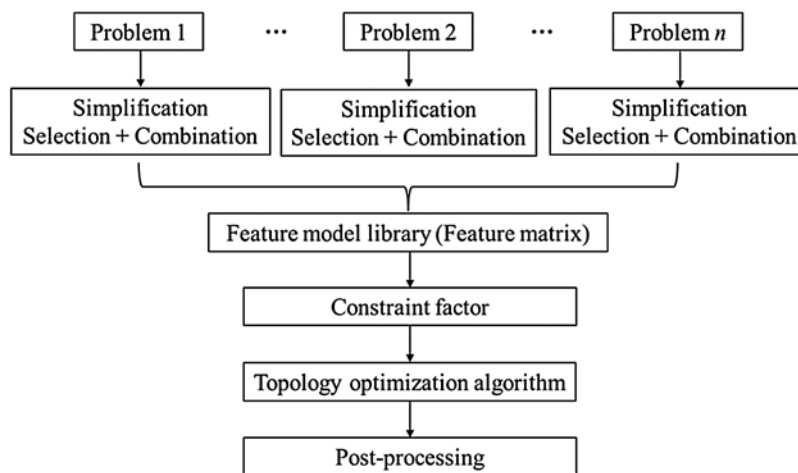 Problem 1 ... Problem 2 ... Problem n
Simplification
Selection + Combination
Simplification
Selection + Combination
Simplification
Selection + Combination
Feature model library (Feature matrix)
Constraint factor
Topology optimization algorithm
Post-processing